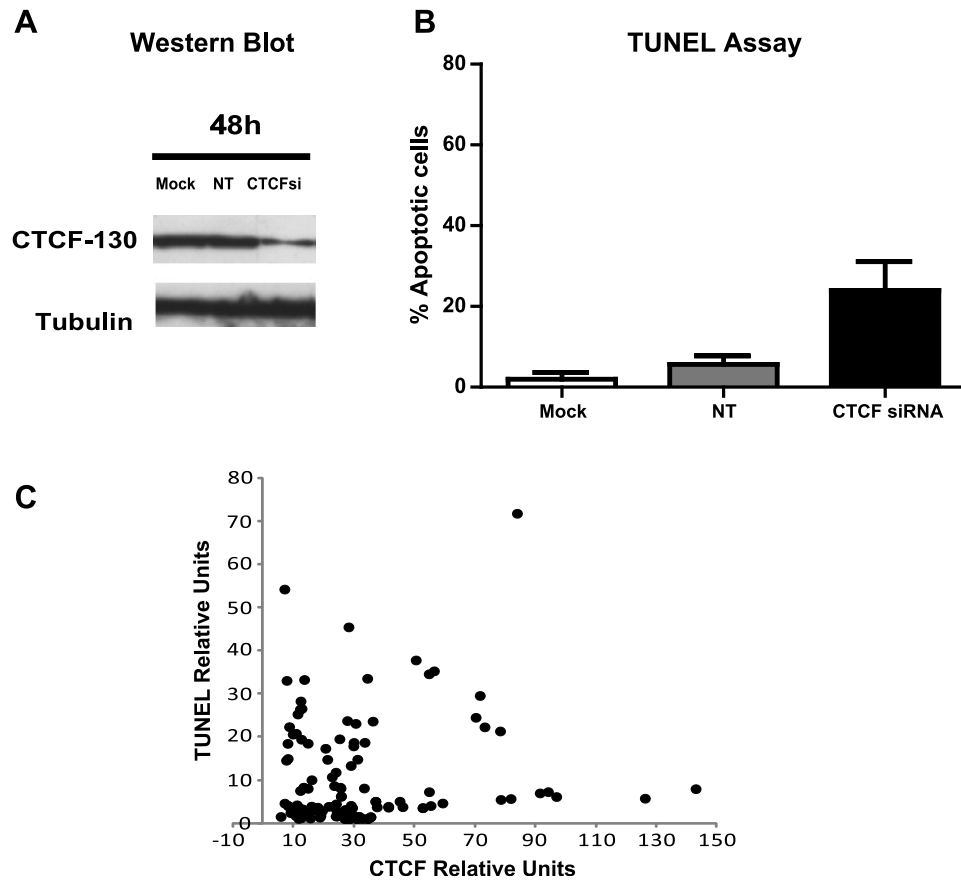 A
Western Blot
48h
Mock NT CTCFsi
CTCF-130
Tubulin
B
TUNEL Assay
% Apoptotic cells
80
60
40
20
0
Mock NT CTCF siRNA
C
TUNEL Relative Units
80
70
60
50
40
30
20
10
0
-10 10 30 50 70 90 110 130 150
CTCF Relative Units